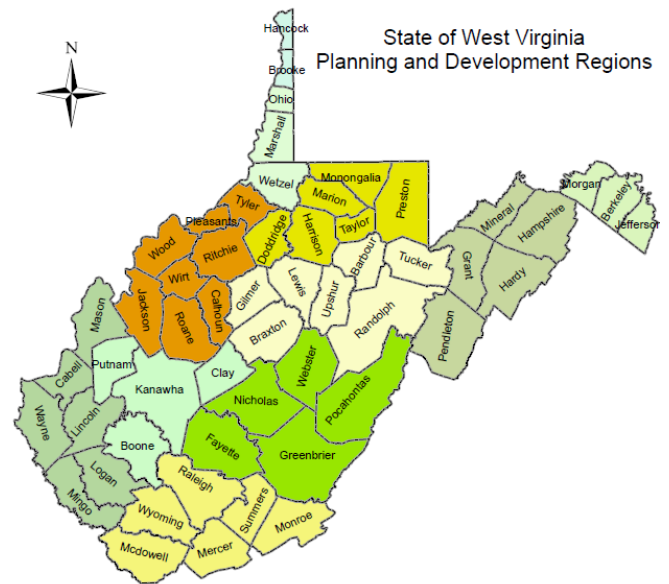 State of West Virginia
Planning and Development Regions
N
Hancock
Brooke
Ohio
Marshall
Wetzel
Monongalia
Marion
Preston
Taylor
Harrison
Doddridge
Tyler
Pleasants
Wood
Ritchie
Wirt
Jackson
Roane
Calhoun
Gilmer
Lewis
Upshur
Barbour
Tucker
Randolph
Braxton
Morgan
Berkeley
Jefferson
Mineral
Hampshire
Grant
Hardy
Pendleton
Mason
Cabell
Putnam
Kanawha
Clay
Wayne
Lincoln
Boone
Logan
Mingo
Webster
Nicholas
Pocahontas
Fayette
Greenbrier
Raleigh
Wyoming
Summers
Monroe
Mcdowell
Mercer